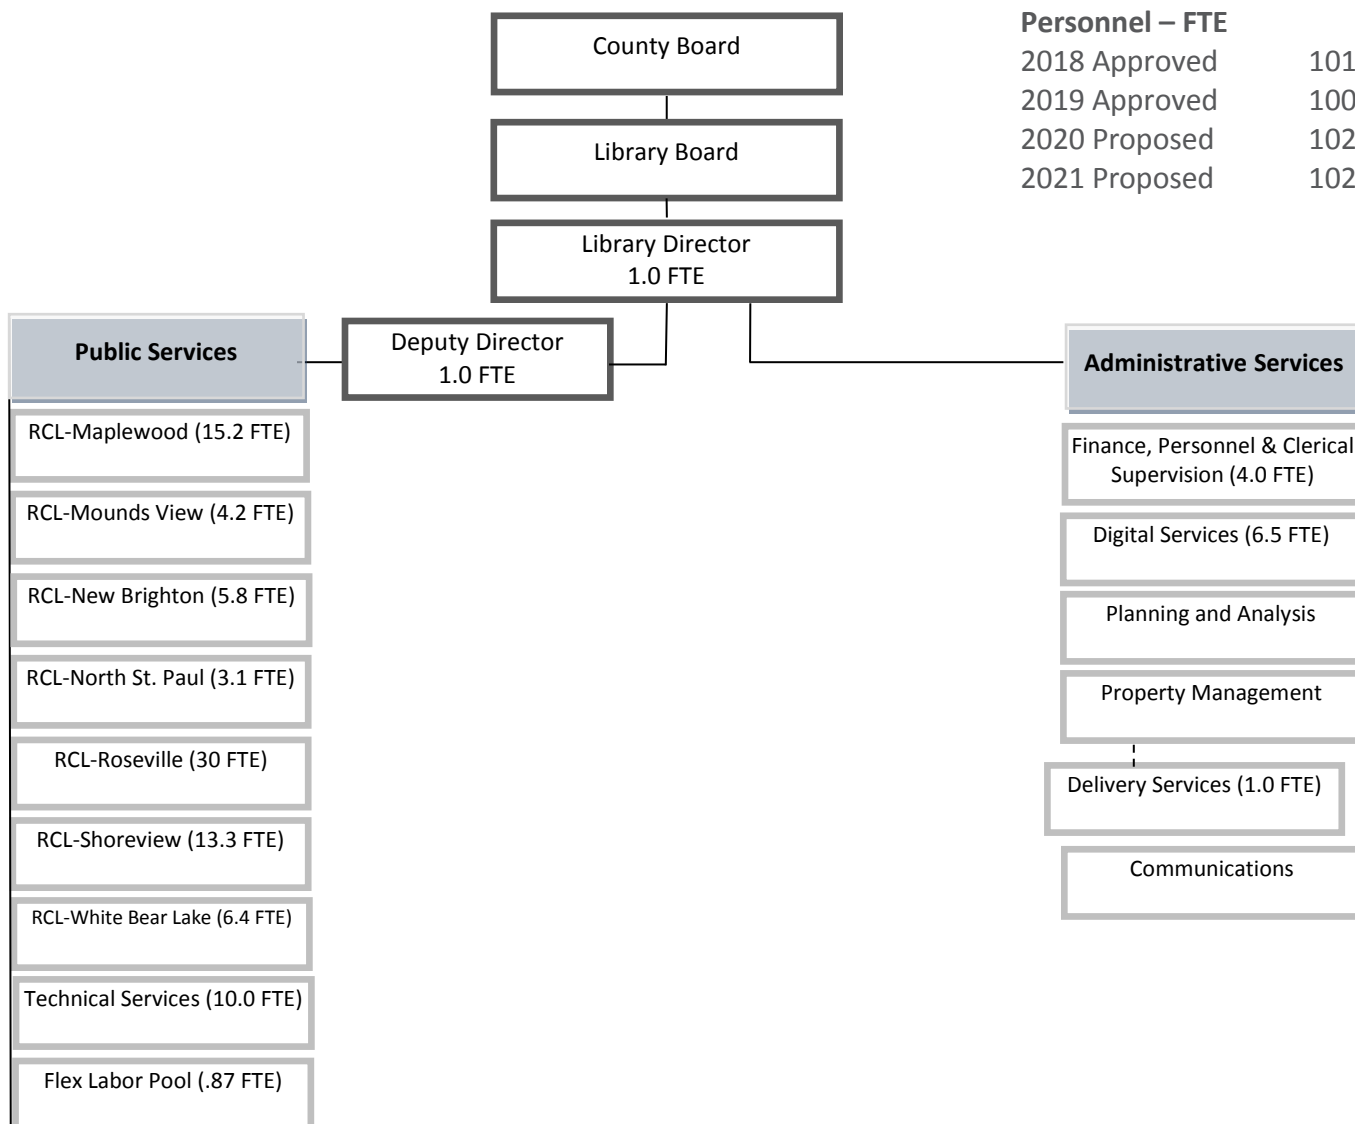 County Board
Library Board
Library Director
1.0 FTE
Personnel – FTE
2018 Approved 101
2019 Approved 100
2020 Proposed 102
2021 Proposed 102
Deputy Director
1.0 FTE
Public Services
RCL-Maplewood (15.2 FTE)
RCL-Mounds View (4.2 FTE)
RCL-New Brighton (5.8 FTE)
RCL-North St. Paul (3.1 FTE)
RCL-Roseville (30 FTE)
RCL-Shoreview (13.3 FTE)
RCL-White Bear Lake (6.4 FTE)
Technical Services (10.0 FTE)
Flex Labor Pool (.87 FTE)
Administrative Services
Finance, Personnel & Clerical
Supervision (4.0 FTE)
Digital Services (6.5 FTE)
Planning and Analysis
Property Management
Delivery Services (1.0 FTE)
Communications